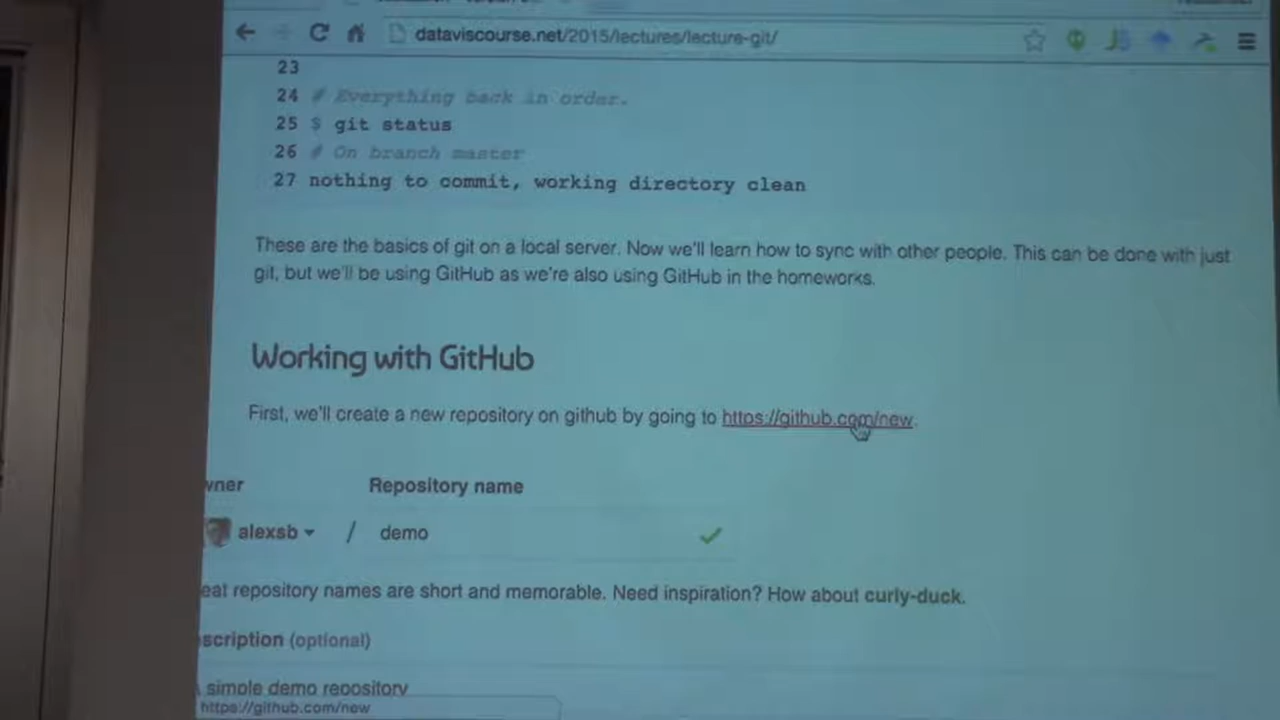 dataviscourse.net/2015/lectures/lecture-git/
23
24 # Everything back in order.
25 $ git status
26 # On branch master
27 nothing to commit, working directory clean
These are the basics of git on a local server. Now we'll learn how to sync with other people. This can be done with just
git, but we'll be using GitHub as we're also using GitHub in the homeworks.
Working with GitHub
First, we'll create a new repository on github by going to https://github.com/new.
wner Repository name
alexsb / demo
eat repository names are short and memorable. Need inspiration? How about curly-duck.
scription (optional)
simple demo repository
https://github.com/new